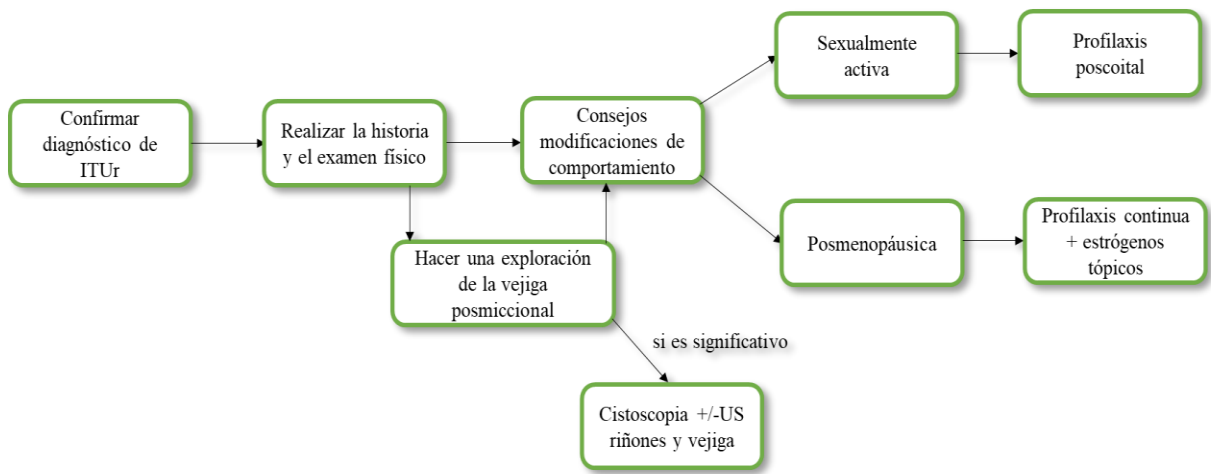 Confirmar
diagnóstico de
ITUr
Realizar la historia
y el examen físico
Hacer una exploración
de la vejiga
posmiccional
si es significativo
Cistoscopia +/-US
riñones y vejiga
Consejos
modificaciones de
comportamiento
Sexualmente
activa
Profilaxis
poscoital
Posmenopáusica
Profilaxis continua
+ estrógenos
tópicos